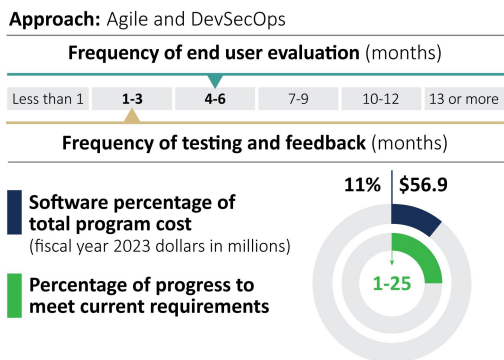 Approach: Agile and DevSecOps
Frequency of end user evaluation (months)
Less than 1 1-3 4-6 7-9 10-12 13 or more
Frequency of testing and feedback (months)
11% $56.9
Software percentage of
total program cost
(fiscal year 2023 dollars in millions)
Percentage of progress to
meet current requirements
1-25